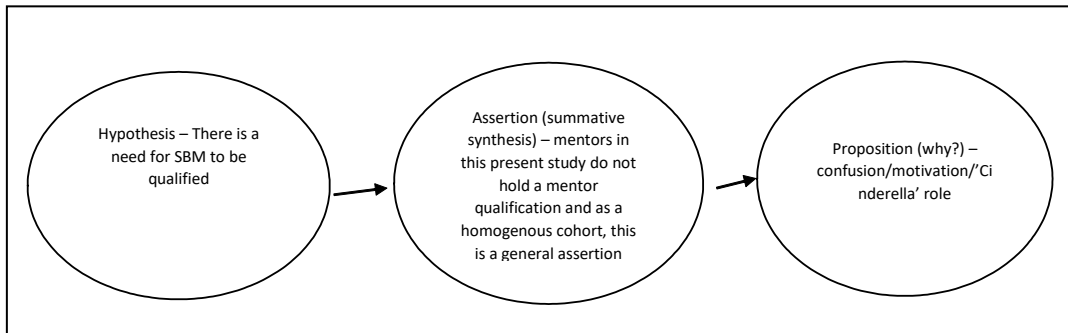 Hypothesis – There is a
need for SBM to be
qualified
Assertion (summative
synthesis) – mentors in
this present study do not
hold a mentor
qualification and as a
homogenous cohort, this
is a general assertion
Proposition (why?) –
confusion/motivation/’Ci
nderella’ role